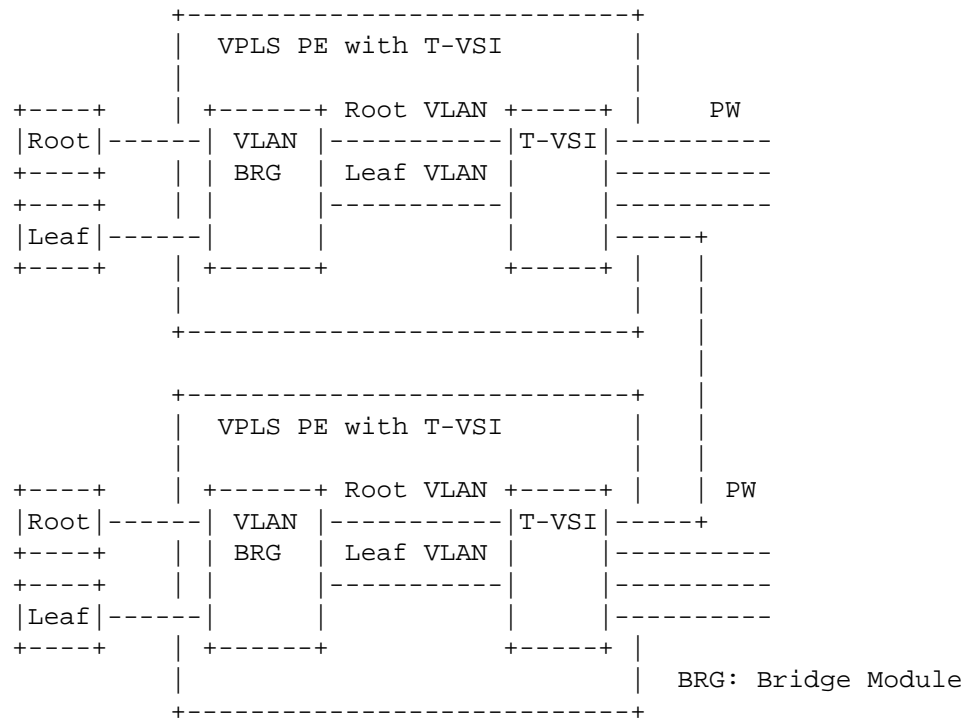 VPLS PE with T-VSI
Root VLAN PW
Root VLAN T-VSI
BRG Leaf VLAN
Leaf
VPLS PE with T-VSI
Root VLAN PW
Root VLAN T-VSI
BRG Leaf VLAN
Leaf
BRG: Bridge Module